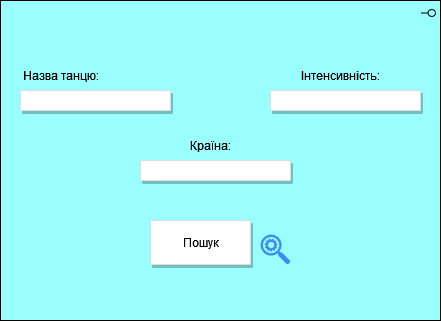 Назва танцю:
Інтенсивність:
Країна:
Пошук